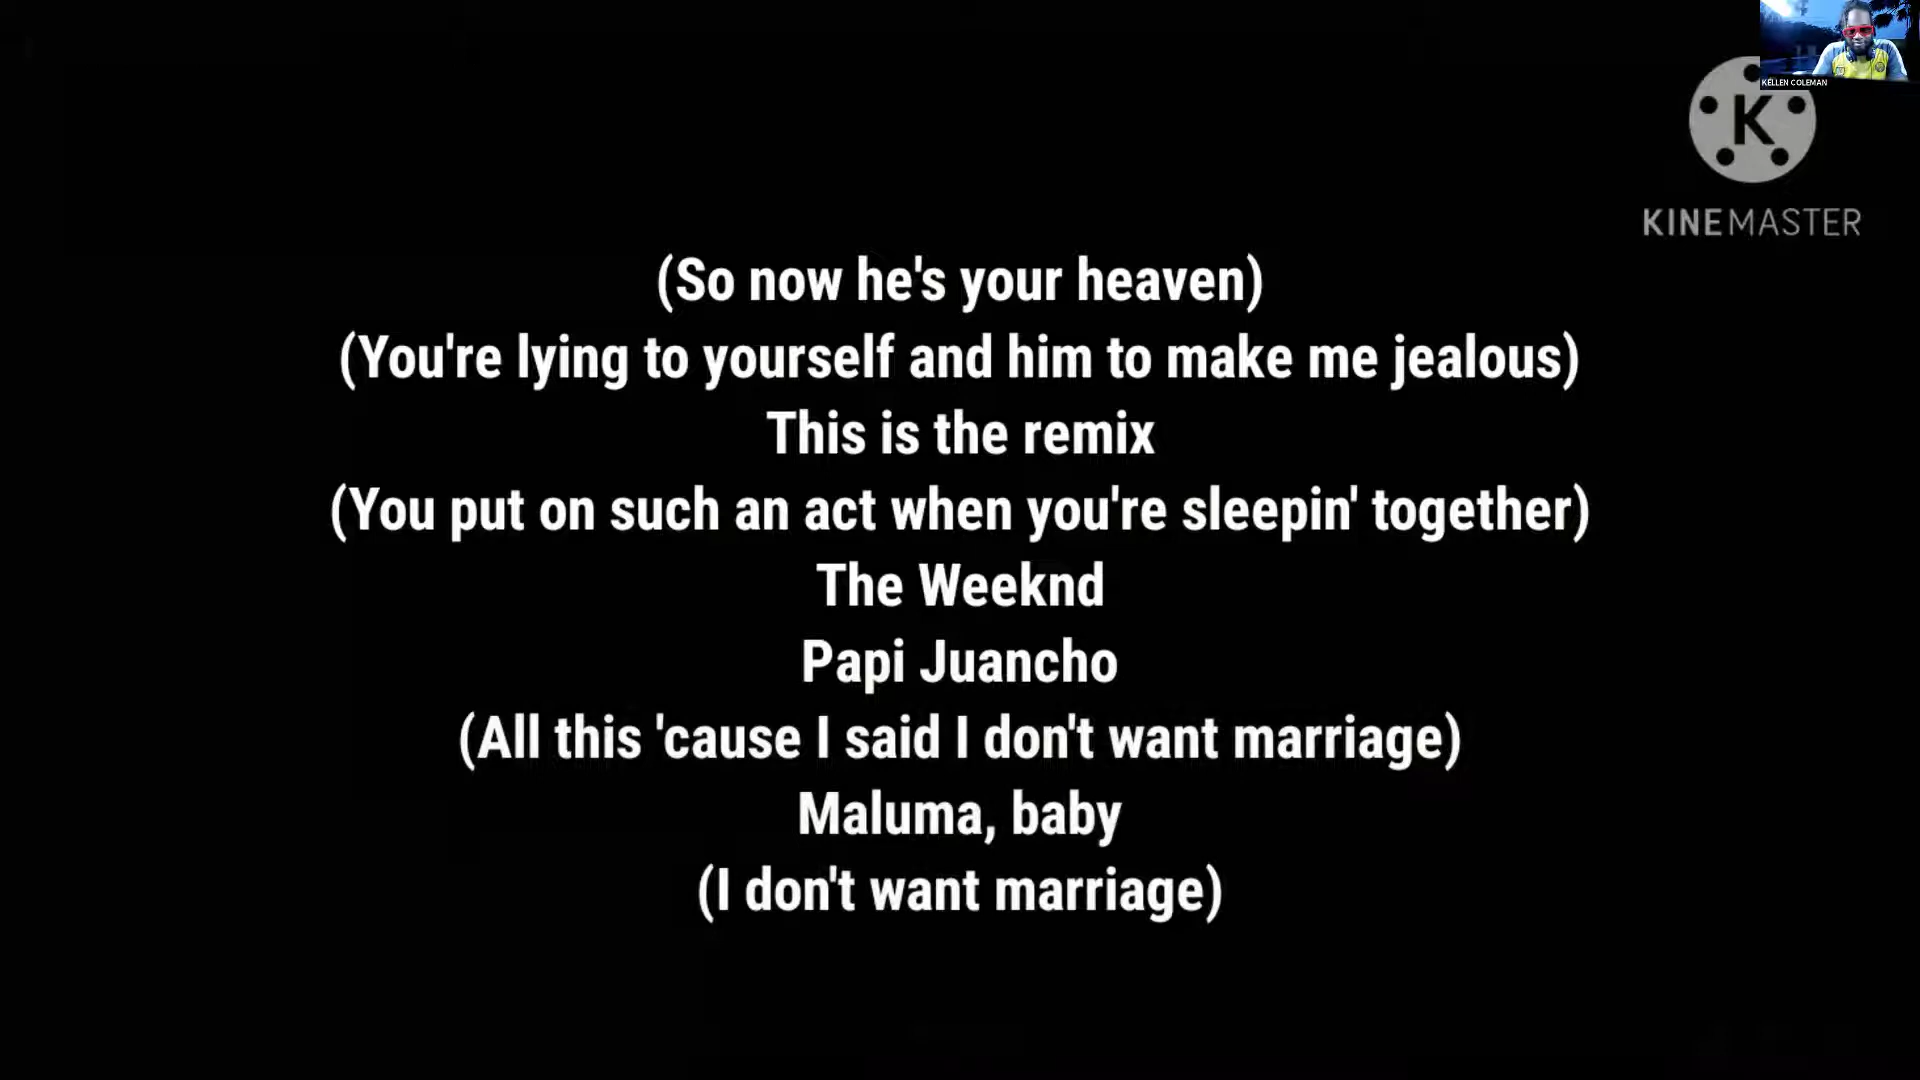 KELLEN COLEMAN
K
KINEMASTER
(So now he's your heaven)
(You're lying to yourself and him to make me jealous)
This is the remix
(You put on such an act when you're sleepin' together)
The Weeknd
Papi Juancho
(All this 'cause I said I don't want marriage)
Maluma, baby
(I don't want marriage)